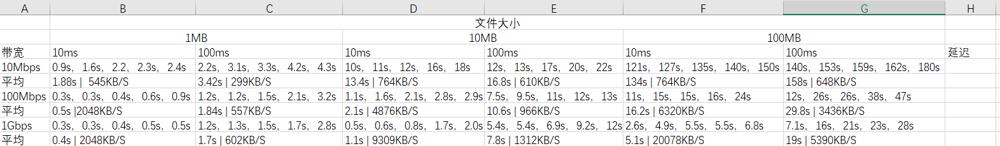 A B C D E F G H
文件大小
1MB 10MB 100MB
带宽 10ms 100ms 10ms 100ms 10ms 100ms 延迟
10Mbps 0.9s，1.6s，2.2，2.3s，2.4s 2.2s，3.1s，3.3s，4.2s，4.3s 10s，11s，12s，16s，18s 12s，13s，17s，20s，22s 121s，127s，135s，140s，150s 140s，153s，159s，162s，180s
平均 1.88s | 545KB/S 3.42s | 299KB/S 13.4s | 764KB/S 16.8s | 610KB/S 134s | 764KB/S 158s | 648KB/S
100Mbps 0.3s，0.3s，0.4s，0.6s，0.9s 1.2s，1.2s，1.5s，2.1s，3.2s 1.1s，1.6s，2.1s，2.8s，2.9s 7.5s，9.5s，11s，12s，13s 11s，15s，15s，16s，24s 12s，26s，26s，38s，47s
平均 0.5s |2048KB/S 1.84s | 557KB/S 2.1s | 4876KB/S 10.6s | 966KB/S 16.2s | 6320KB/S 29.8s | 3436KB/S
1Gbps 0.3s，0.3s，0.4s，0.5s，0.5s 1.2s，1.3s，1.5s，1.7s，2.8s 0.5s，0.6s，0.8s，1.7s，2.0s 5.4s，5.4s，6.9s，9.2s，12s 2.6s，4.9s，5.5s，5.5s，6.8s 7.1s，16s，21s，23s，28s
平均 0.4s | 2048KB/S 1.7s | 602KB/S 1.1s | 9309KB/S 7.8s | 1312KB/S 5.1s | 20078KB/S 19s | 5390KB/S